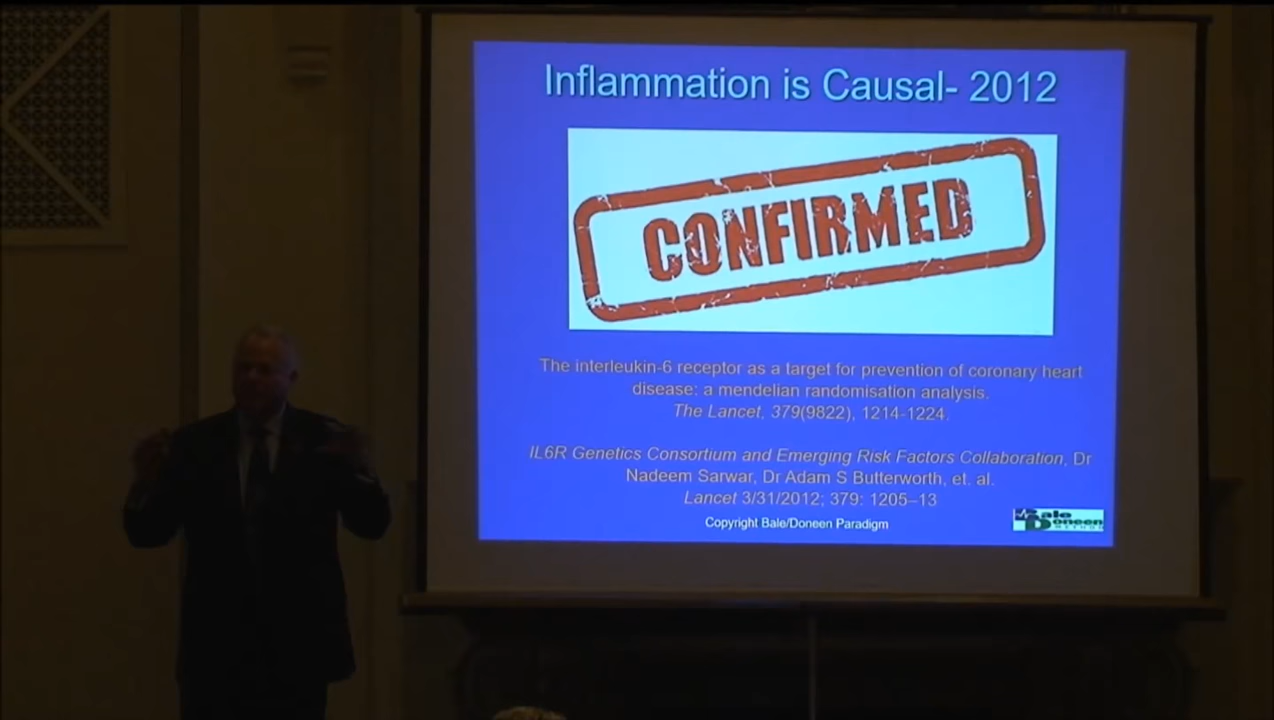 Inflammation is Causal- 2012
CONFIRMED
The interleukin-6 receptor as a target for prevention of coronary heart
disease: a mendelian randomisation analysis.
The Lancet, 379(9822), 1214-1224.
IL6R Genetics Consortium and Emerging Risk Factors Collaboration, Dr
Nadeem Sarwar, Dr Adam S Butterworth, et. al.
Lancet 3/31/2012; 379: 1205–13
Copyright Bale/Doneen Paradigm
Bale
Doneen